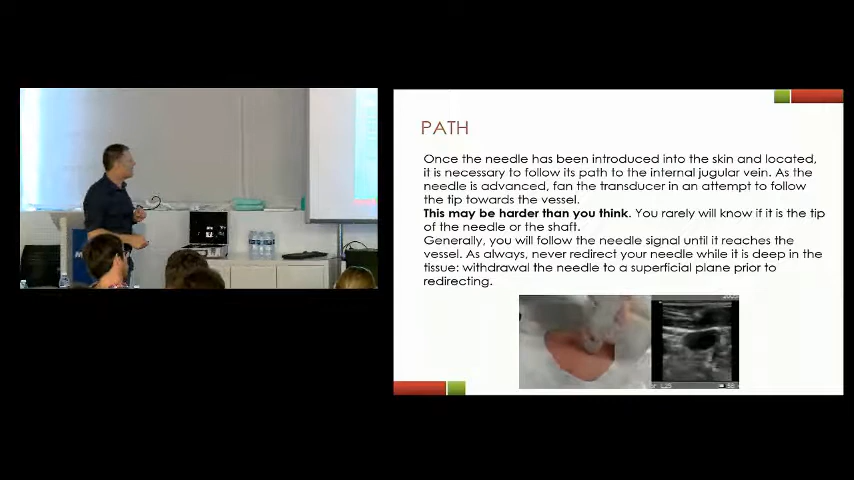 PATH
Once the needle has been introduced into the skin and located,
it is necessary to follow its path to the internal jugular vein. As the
needle is advanced, fan the transducer in an attempt to follow
the tip towards the vessel.
This may be harder than you think. You rarely will know if it is the tip
of the needle or the shaft.
Generally, you will follow the needle signal until it reaches the
vessel. As always, never redirect your needle while it is deep in the
tissue: withdrawal the needle to a superficial plane prior to
redirecting.